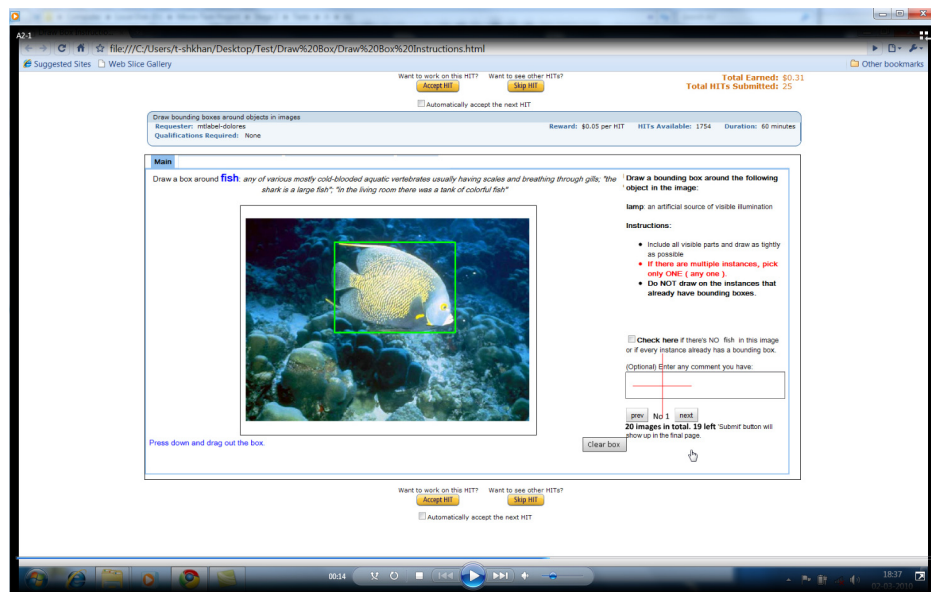 A2-1
file:///C:/Users/t-shkhan/Desktop/Test/Draw%20Box/Draw%20Box%20Instructions.html
Suggested Sites Web Slice Gallery Other bookmarks
Want to work on this HIT? Want to see other HITs?
Accept HIT Skip HIT
Total Earned: $0.31
Total HITs Submitted: 25
Automatically accept the next HIT
Draw bounding boxes around objects in images
Requester: mtlabel-dolores Reward: $0.05 per HIT HITs Available: 1754 Duration: 60 minutes
Qualifications Required: None
Main
Draw a box around fish: any of various mostly cold-blooded aquatic vertebrates usually having scales and breathing through gills; "the
shark is a large fish"; "in the living room there was a tank of colorful fish"
Draw a bounding box around the following
object in the image:
lamp: an artificial source of visible illumination
Instructions:
Include all visible parts and draw as tightly
as possible
If there are multiple instances, pick
only ONE ( any one ).
Do NOT draw on the instances that
already have bounding boxes.
Check here if there's NO fish in this image
or if every instance already has a bounding box.
(Optional) Enter any comment you have:
prev No 1 next
20 images in total. 19 left 'Submit' button will
show up in the final page.
Press down and drag out the box.
Clear box
Want to work on this HIT? Want to see other HITs?
Accept HIT Skip HIT
Automatically accept the next HIT
00:14
18:37
02-03-2010